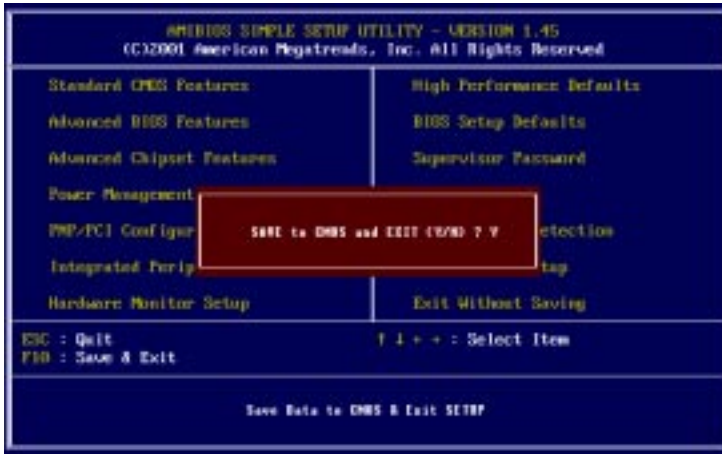 AMIBIOS SIMPLE SETUP UTILITY - VERSION 1.45
(C)2001 American Megatrends, Inc. All Rights Reserved
Standard CMOS Features
High Performance Defaults
Advanced BIOS Features
BIOS Setup Defaults
Advanced Chipset Features
Supervisor Password
Power Management
PNP/PCI Configur
etection
Integrated Perip
tup
Hardware Monitor Setup
Exit Without Saving
SAVE to CMOS and EXIT (Y/N) ? Y
ESC : Quit
↑ ↓ ← → : Select Item
F10 : Save & Exit
Save Data to CMOS & Exit SETUP